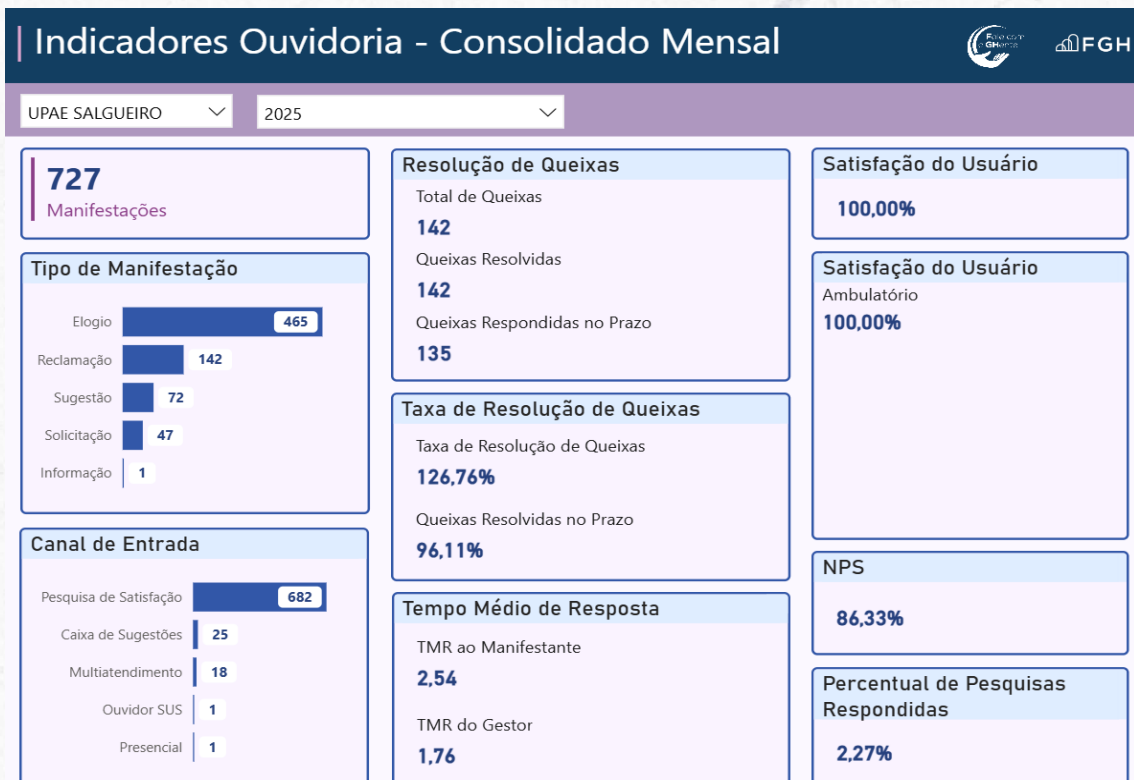 Indicadores Ouvidoria - Consolidado Mensal
Fale com
a GHente
FGH
UPAE SALGUEIRO
2025
727
Manifestações
Tipo de Manifestação
Elogio 465
Reclamação 142
Sugestão 72
Solicitação 47
Informação 1
Canal de Entrada
Pesquisa de Satisfação 682
Caixa de Sugestões 25
Multiatendimento 18
Ouvidor SUS 1
Presencial 1
Resolução de Queixas
Total de Queixas
142
Queixas Resolvidas
142
Queixas Respondidas no Prazo
135
Taxa de Resolução de Queixas
Taxa de Resolução de Queixas
126,76%
Queixas Resolvidas no Prazo
96,11%
Tempo Médio de Resposta
TMR ao Manifestante
2,54
TMR do Gestor
1,76
Satisfação do Usuário
100,00%
Satisfação do Usuário
Ambulatório
100,00%
NPS
86,33%
Percentual de Pesquisas
Respondidas
2,27%